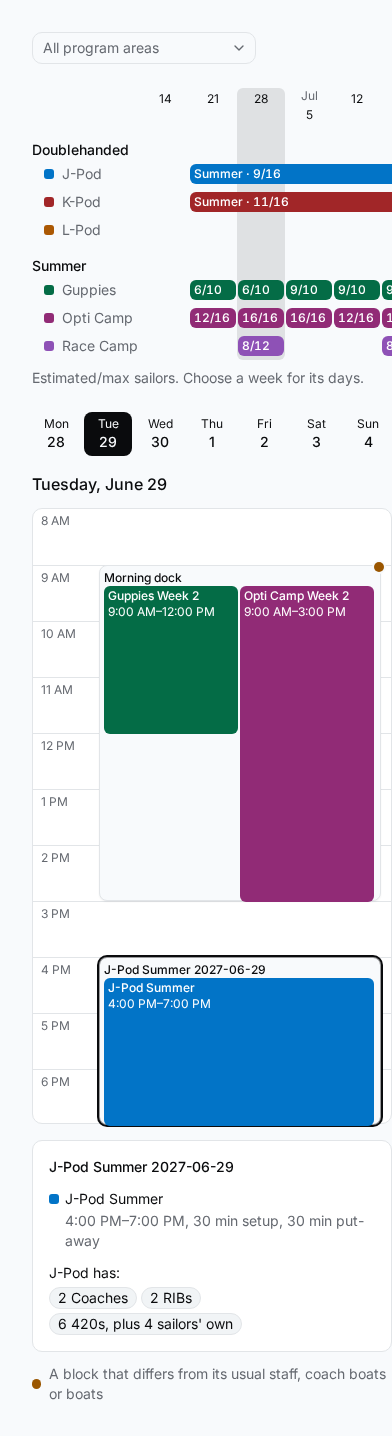 All program areas
14 21 28 Jul 5 12
Doublehanded
J-Pod Summer · 9/16
K-Pod Summer · 11/16
L-Pod
Summer
Guppies 6/10 6/10 9/10 9/10 9
Opti Camp 12/16 16/16 16/16 12/16 1
Race Camp 8/12 8
Estimated/max sailors. Choose a week for its days.
Mon Tue Wed Thu Fri Sat Sun
28 29 30 1 2 3 4
Tuesday, June 29
8 AM
9 AM Morning dock
Guppies Week 2 Opti Camp Week 2
9:00 AM–12:00 PM 9:00 AM–3:00 PM
10 AM
11 AM
12 PM
1 PM
2 PM
3 PM
4 PM J-Pod Summer 2027-06-29
J-Pod Summer
4:00 PM–7:00 PM
5 PM
6 PM
J-Pod Summer 2027-06-29
J-Pod Summer
4:00 PM–7:00 PM, 30 min setup, 30 min put-
away
J-Pod has:
2 Coaches 2 RIBs
6 420s, plus 4 sailors' own
A block that differs from its usual staff, coach boats
or boats